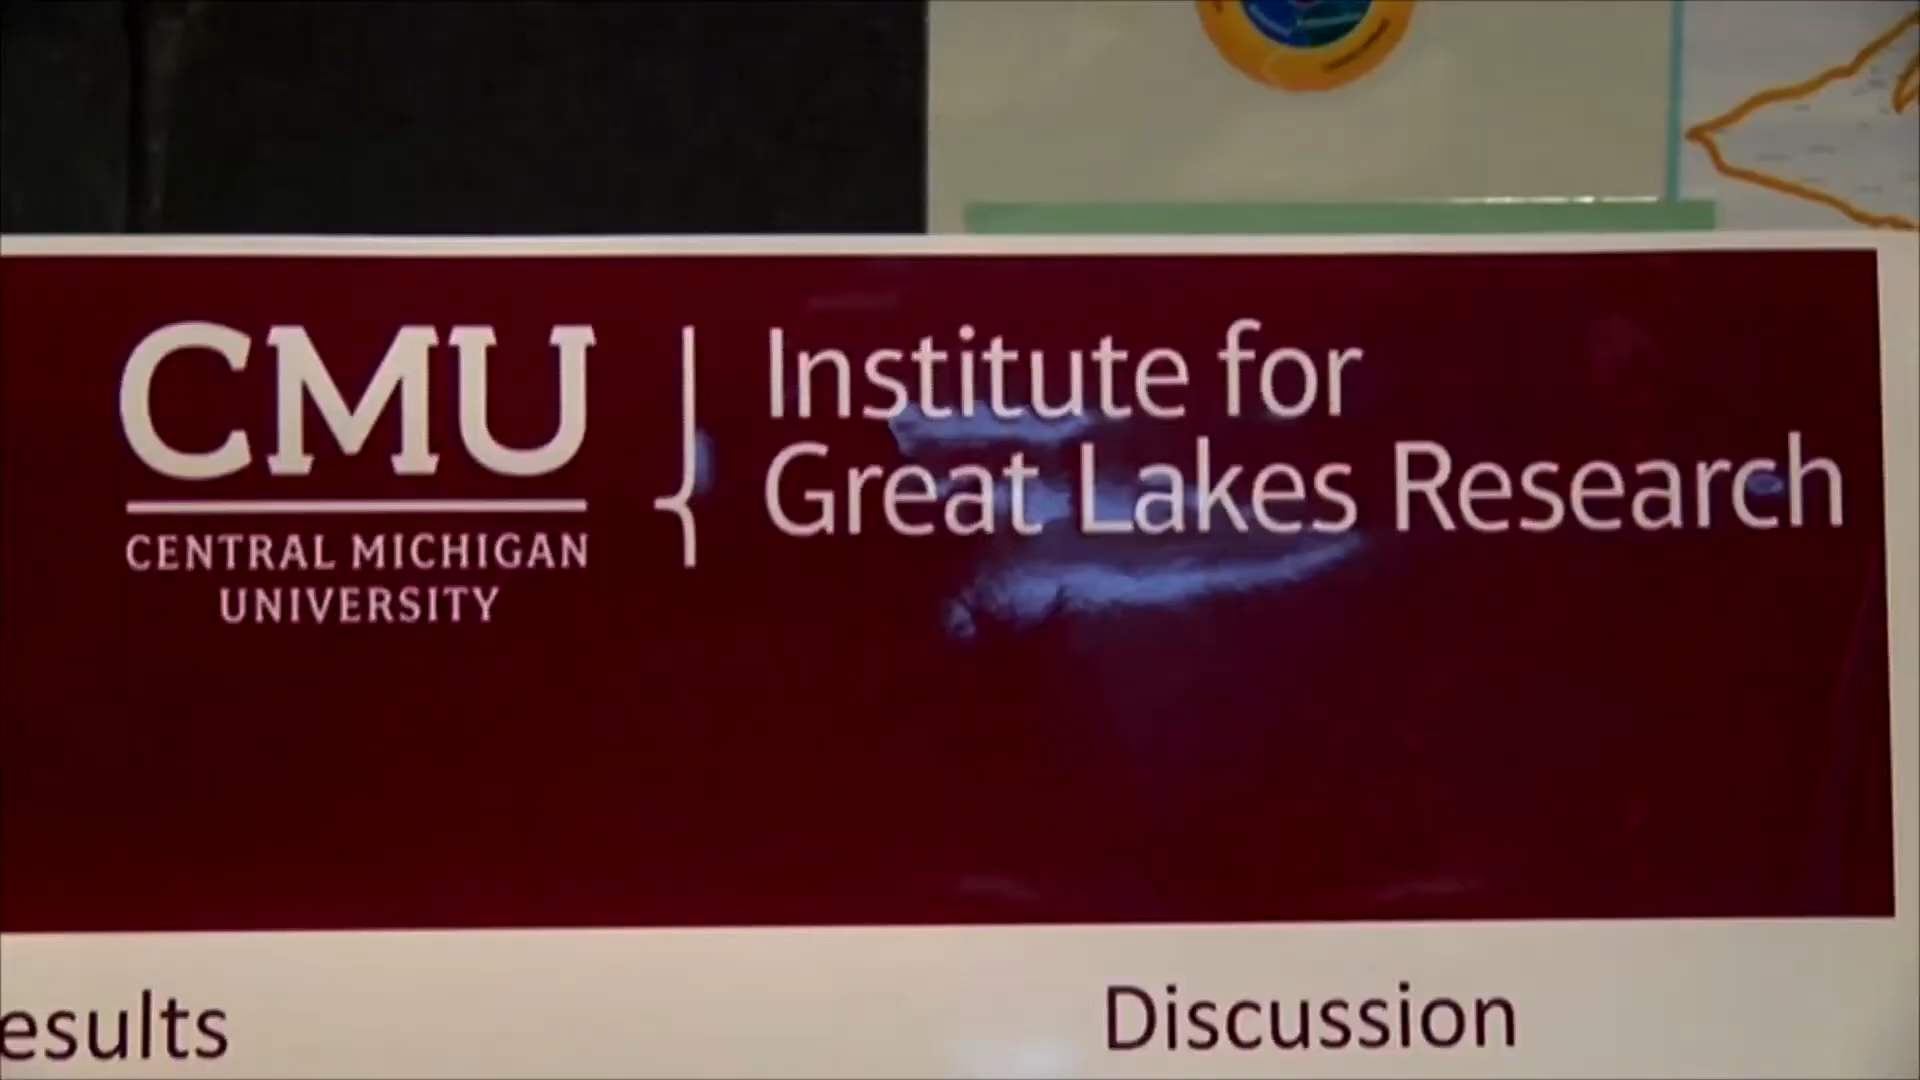 CMU
CENTRAL MICHIGAN
UNIVERSITY
Institute for
Great Lakes Research
esults
Discussion